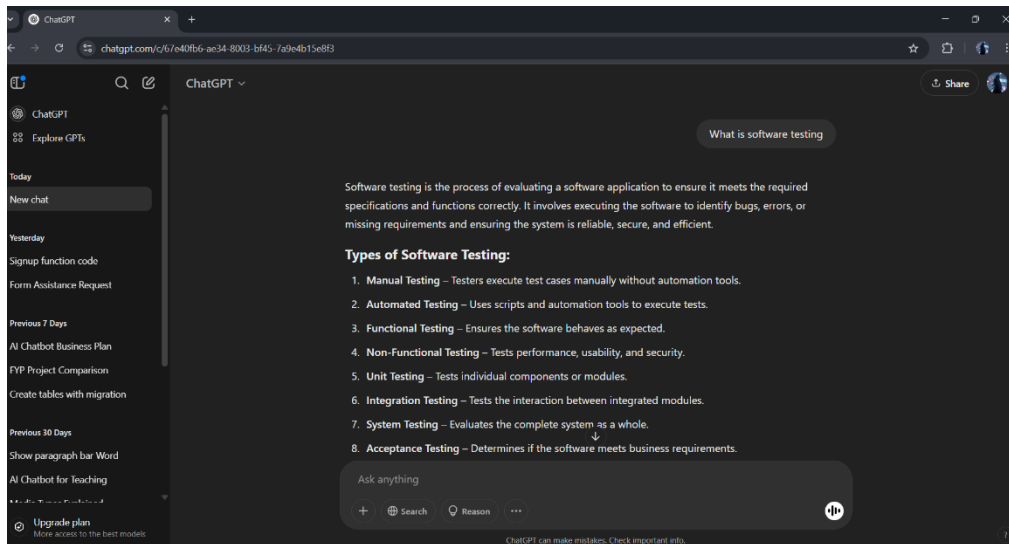 ChatGPT
chatgpt.com/c/67e40fb6-ae34-8003-bf45-7a9e4b15e8f3
ChatGPT
Share
ChatGPT
Explore GPTs
Today
New chat
Yesterday
Signup function code
Form Assistance Request
Previous 7 Days
AI Chatbot Business Plan
FYP Project Comparison
Create tables with migration
Previous 30 Days
Show paragraph bar Word
AI Chatbot for Teaching
Upgrade plan
More access to the best models
What is software testing
Software testing is the process of evaluating a software application to ensure it meets the required
specifications and functions correctly. It involves executing the software to identify bugs, errors, or
missing requirements and ensuring the system is reliable, secure, and efficient.
Types of Software Testing:
1. Manual Testing – Testers execute test cases manually without automation tools.
2. Automated Testing – Uses scripts and automation tools to execute tests.
3. Functional Testing – Ensures the software behaves as expected.
4. Non-Functional Testing – Tests performance, usability, and security.
5. Unit Testing – Tests individual components or modules.
6. Integration Testing – Tests the interaction between integrated modules.
7. System Testing – Evaluates the complete system as a whole.
8. Acceptance Testing – Determines if the software meets business requirements.
Ask anything
Search
Reason
ChatGPT can make mistakes. Check important info.
?